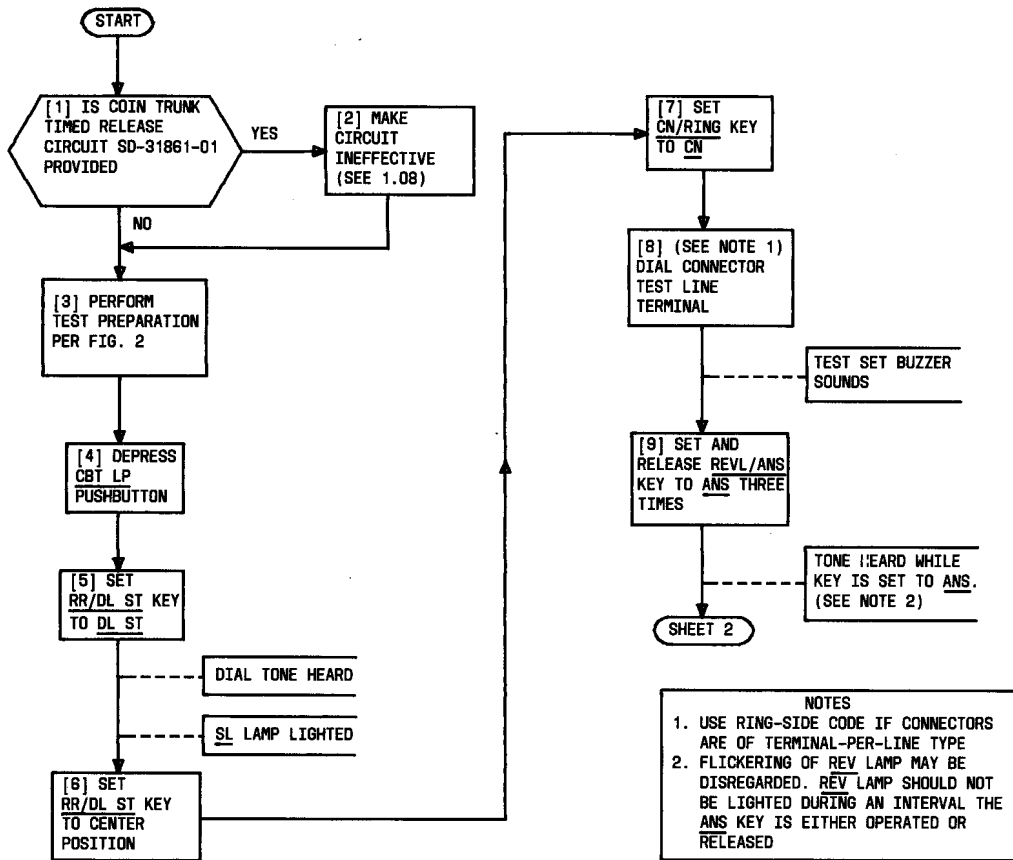 START
[1] IS COIN TRUNK
TIMED RELEASE
CIRCUIT SD-31861-01
PROVIDED
YES
[2] MAKE
CIRCUIT
INEFFECTIVE
(SEE 1.08)
NO
[3] PERFORM
TEST PREPARATION
PER FIG. 2
[4] DEPRESS
CBT LP
PUSHBUTTON
[5] SET
RR/DL ST KEY
TO DL ST
DIAL TONE HEARD
SL LAMP LIGHTED
[6] SET
RR/DL ST KEY
TO CENTER
POSITION
[7] SET
CN/RING KEY
TO CN
[8] (SEE NOTE 1)
DIAL CONNECTOR
TEST LINE
TERMINAL
TEST SET BUZZER
SOUNDS
[9] SET AND
RELEASE REVL/ANS
KEY TO ANS THREE
TIMES
TONE HEARD WHILE
KEY IS SET TO ANS.
(SEE NOTE 2)
SHEET 2
NOTES
1. USE RING-SIDE CODE IF CONNECTORS
ARE OF TERMINAL-PER-LINE TYPE
2. FLICKERING OF REV LAMP MAY BE
DISREGARDED. REV LAMP SHOULD NOT
BE LIGHTED DURING AN INTERVAL THE
ANS KEY IS EITHER OPERATED OR
RELEASED